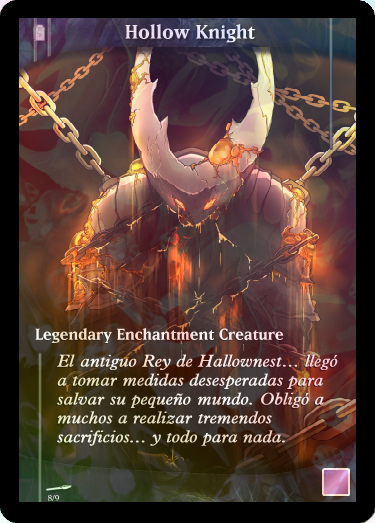 Hollow Knight
Legendary Enchantment Creature
El antiguo Rey de Hallownest... llegó
a tomar medidas desesperadas para
salvar su pequeño mundo. Obligó a
muchos a realizar tremendos
sacrificios... y todo para nada.
8/9